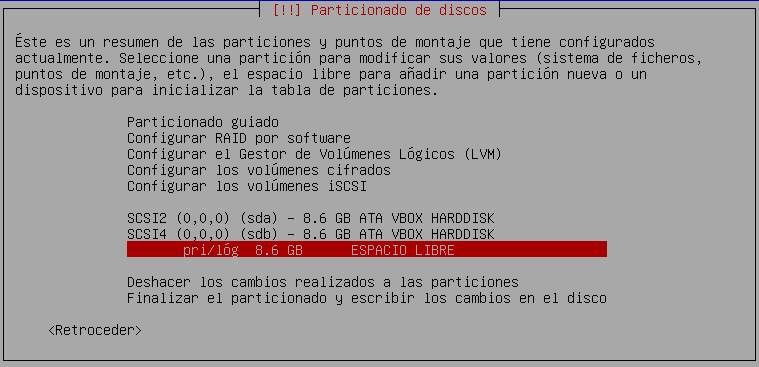 [!!] Particionado de discos
Éste es un resumen de las particiones y puntos de montaje que tiene configurados
actualmente. Seleccione una partición para modificar sus valores (sistema de ficheros,
puntos de montaje, etc.), el espacio libre para añadir una partición nueva o un
dispositivo para inicializar la tabla de particiones.
Particionado guiado
Configurar RAID por software
Configurar el Gestor de Volúmenes Lógicos (LVM)
Configurar los volúmenes cifrados
Configurar los volúmenes iSCSI
SCSI2 (0,0,0) (sda) - 8.6 GB ATA VBOX HARDDISK
SCSI4 (0,0,0) (sdb) - 8.6 GB ATA VBOX HARDDISK
pri/lóg 8.6 GB ESPACIO LIBRE
Deshacer los cambios realizados a las particiones
Finalizar el particionado y escribir los cambios en el disco
<Retroceder>